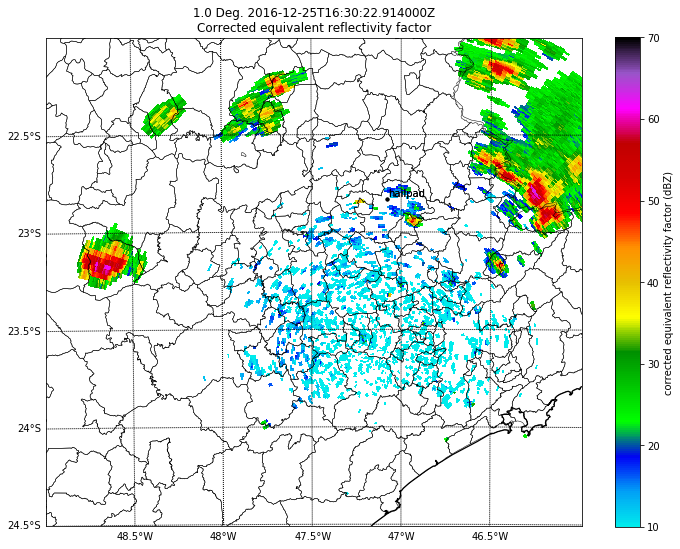 1.0 Deg. 2016-12-25T16:30:22.914000Z
Corrected equivalent reflectivity factor
70
60
50
40
30
20
10
corrected equivalent reflectivity factor (dBZ)
22.5°S
23°S
23.5°S
24°S
24.5°S
hailpad
48.5°W
48°W
47.5°W
47°W
46.5°W